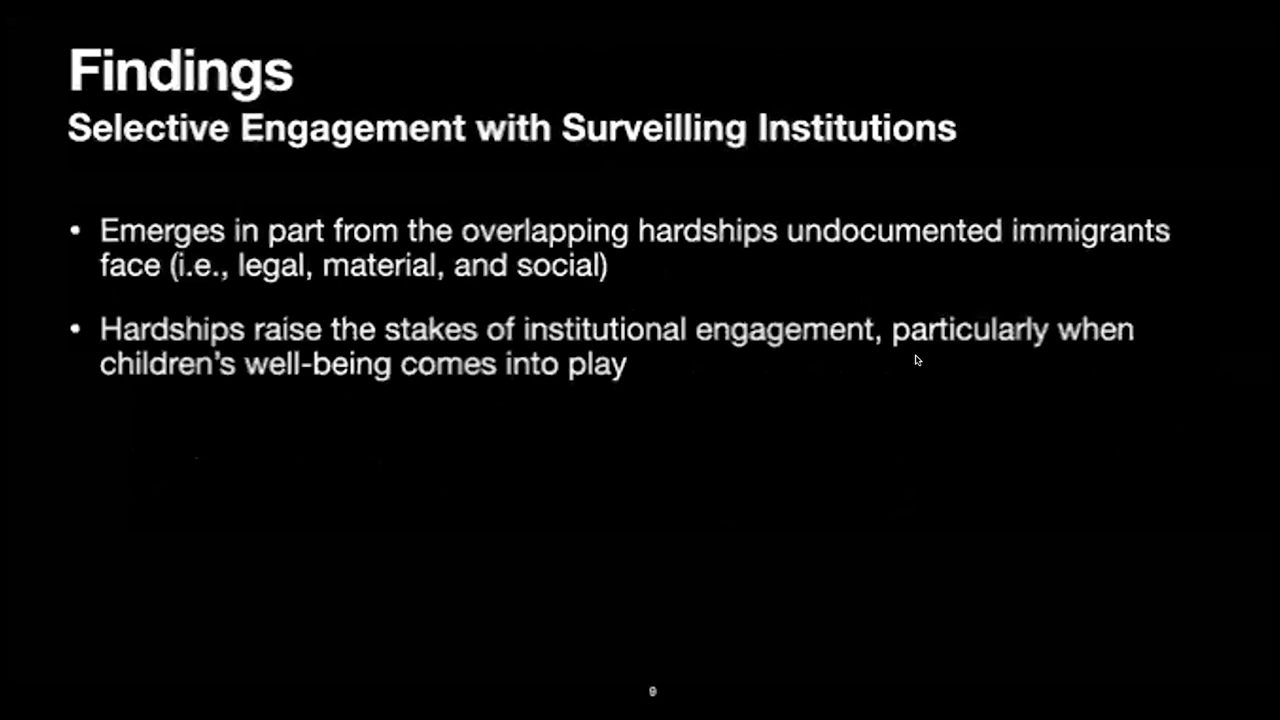 Findings
Selective Engagement with Surveilling Institutions
• Emerges in part from the overlapping hardships undocumented immigrants
face (i.e., legal, material, and social)
• Hardships raise the stakes of institutional engagement, particularly when
children’s well-being comes into play
9